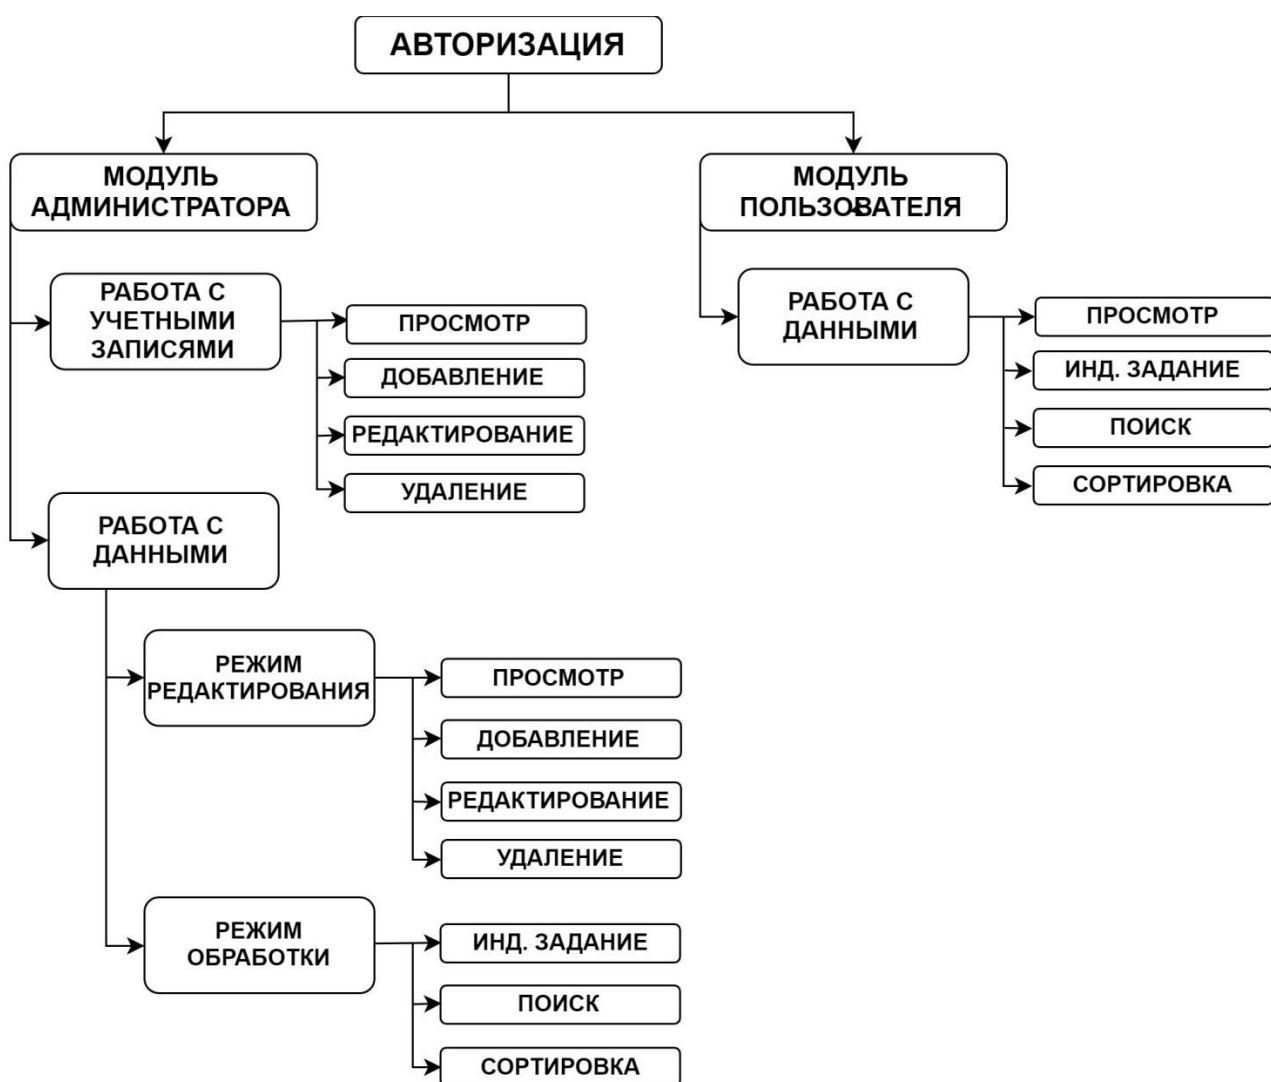 АВТОРИЗАЦИЯ
МОДУЛЬ
АДМИНИСТРАТОРА
МОДУЛЬ
ПОЛЬЗОВАТЕЛЯ
РАБОТА С
УЧЕТНЫМИ
ЗАПИСЯМИ
ПРОСМОТР
ДОБАВЛЕНИЕ
РЕДАКТИРОВАНИЕ
УДАЛЕНИЕ
РАБОТА С
ДАННЫМИ
ПРОСМОТР
ИНД. ЗАДАНИЕ
ПОИСК
СОРТИРОВКА
РАБОТА С
ДАННЫМИ
РЕЖИМ
РЕДАКТИРОВАНИЯ
ПРОСМОТР
ДОБАВЛЕНИЕ
РЕДАКТИРОВАНИЕ
УДАЛЕНИЕ
РЕЖИМ
ОБРАБОТКИ
ИНД. ЗАДАНИЕ
ПОИСК
СОРТИРОВКА